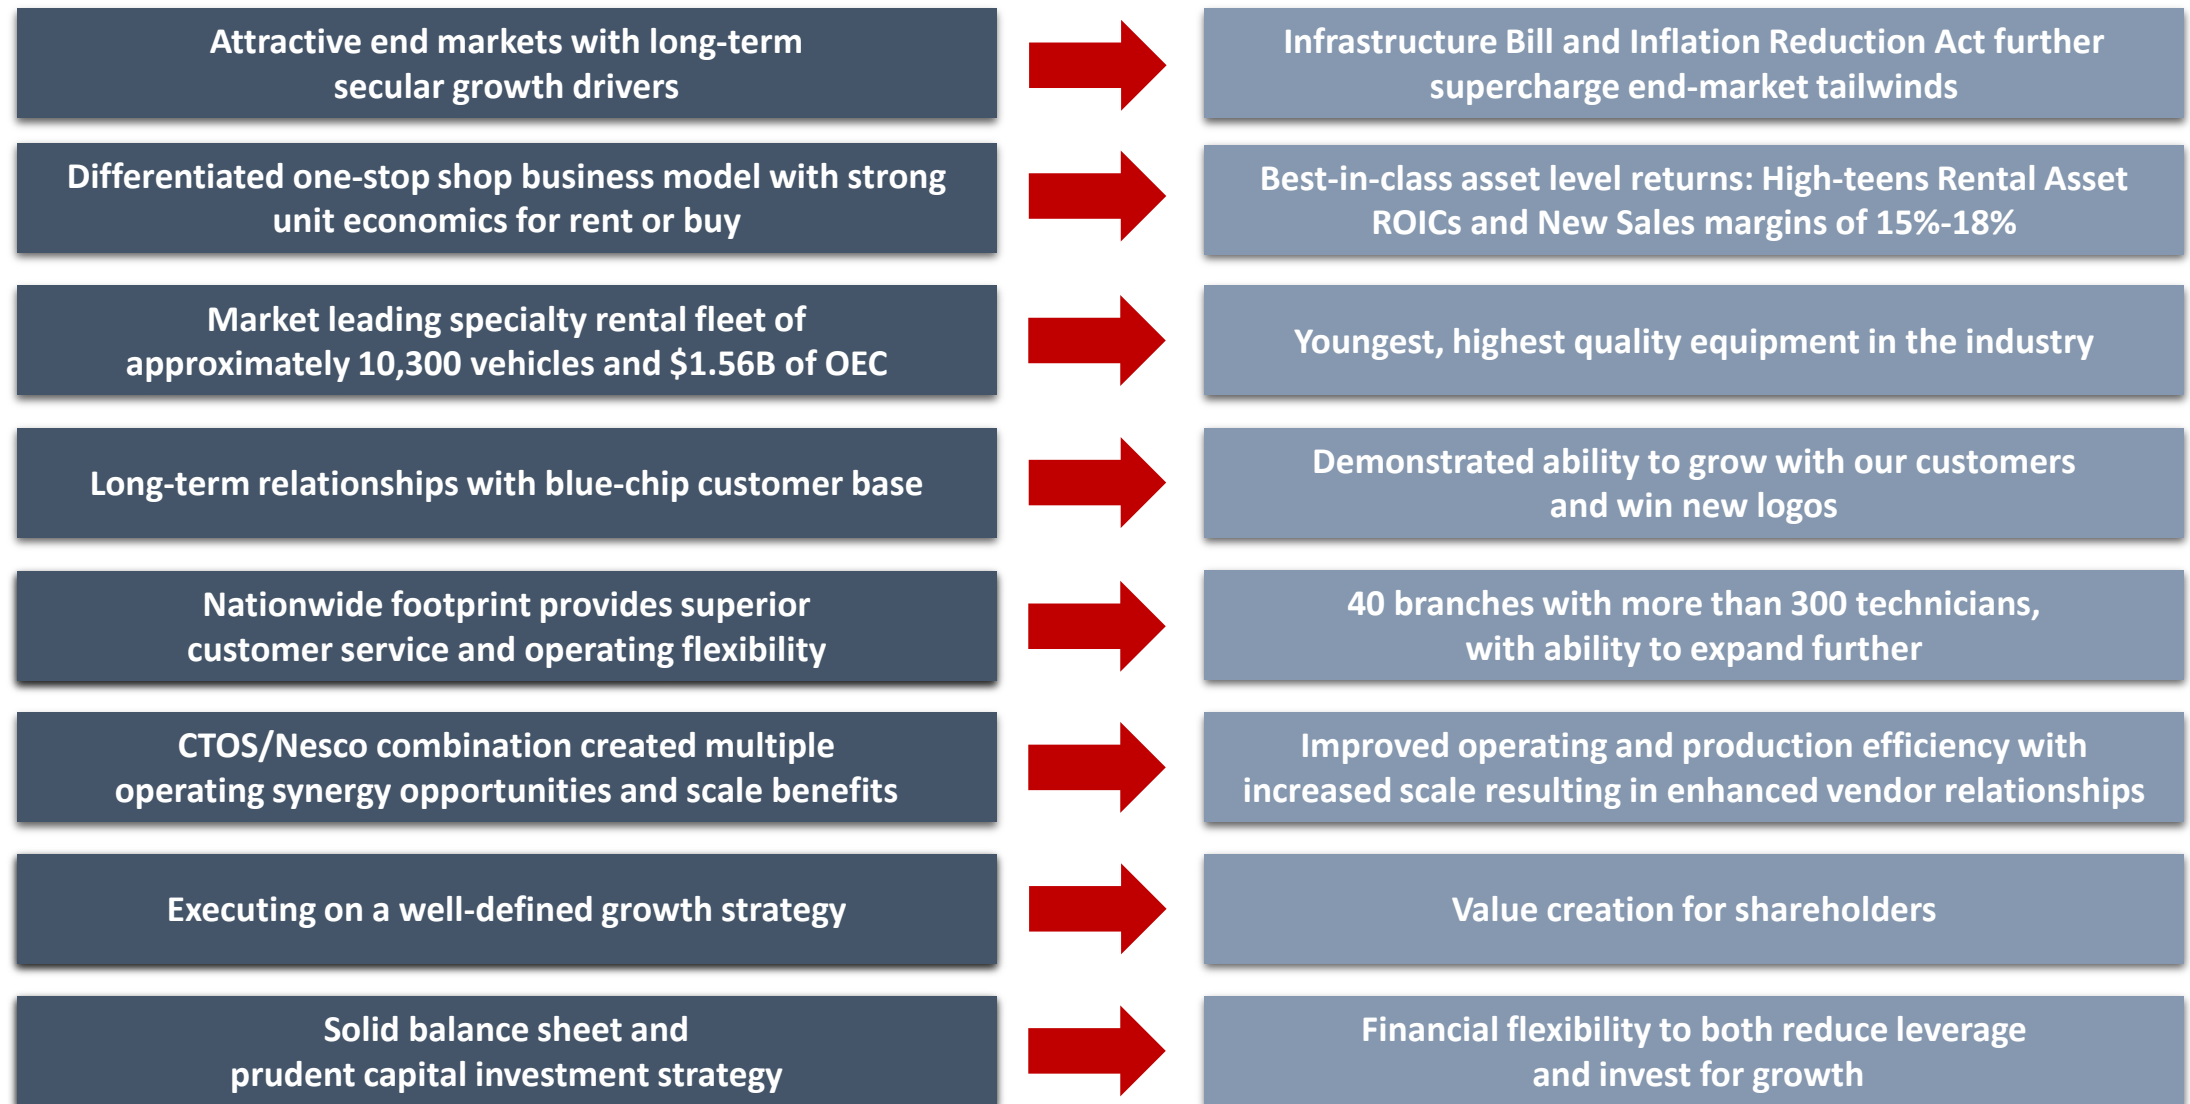 Attractive end markets with long-term
secular growth drivers
Infrastructure Bill and Inflation Reduction Act further
supercharge end-market tailwinds
Differentiated one-stop shop business model with strong
unit economics for rent or buy
Best-in-class asset level returns: High-teens Rental Asset
ROICs and New Sales margins of 15%-18%
Market leading specialty rental fleet of
approximately 10,300 vehicles and $1.56B of OEC
Youngest, highest quality equipment in the industry
Long-term relationships with blue-chip customer base
Demonstrated ability to grow with our customers
and win new logos
Nationwide footprint provides superior
customer service and operating flexibility
40 branches with more than 300 technicians,
with ability to expand further
CTOS/Nesco combination created multiple
operating synergy opportunities and scale benefits
Improved operating and production efficiency with
increased scale resulting in enhanced vendor relationships
Executing on a well-defined growth strategy
Value creation for shareholders
Solid balance sheet and
prudent capital investment strategy
Financial flexibility to both reduce leverage
and invest for growth